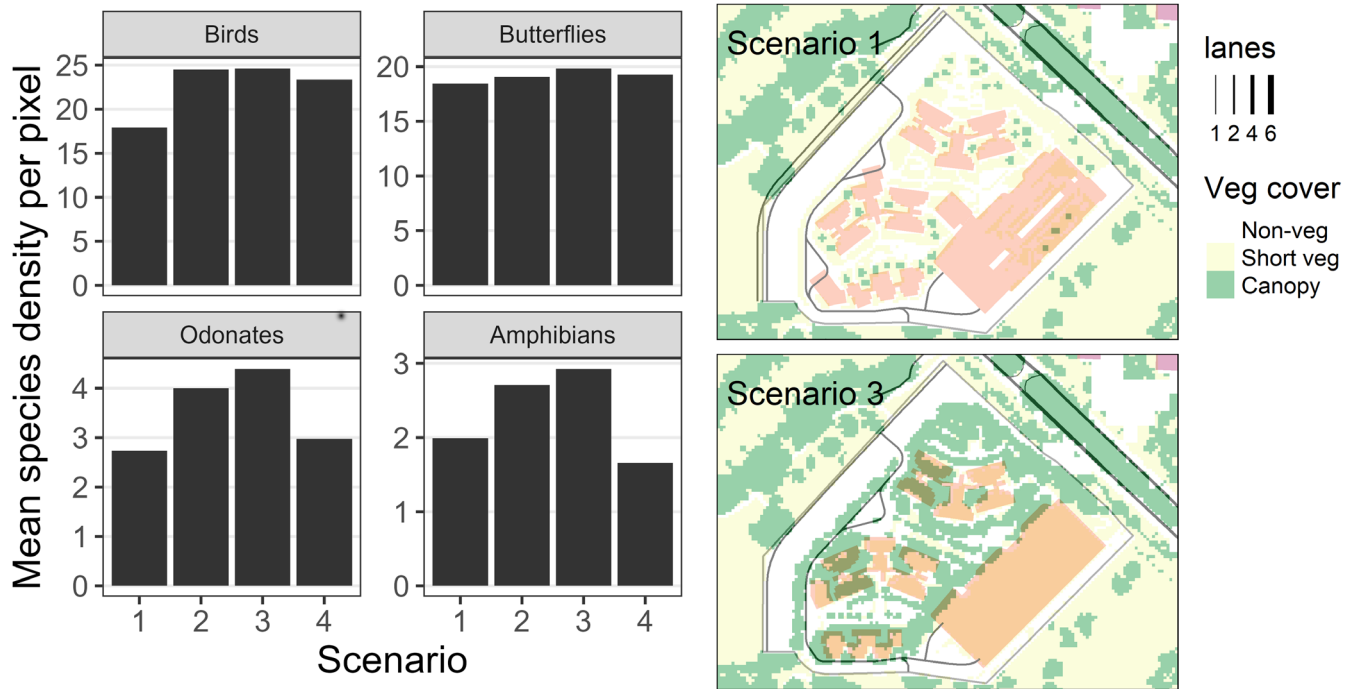 Mean species density per pixel
Birds
25
20
15
10
5
0
Butterflies
20
15
10
5
0
Odonates
4
3
2
1
0
1 2 3 4
Amphibians
3
2
1
0
1 2 3 4
Scenario
Scenario 1
Scenario 3
lanes
1 2 4 6
Veg cover
Non-veg
Short veg
Canopy